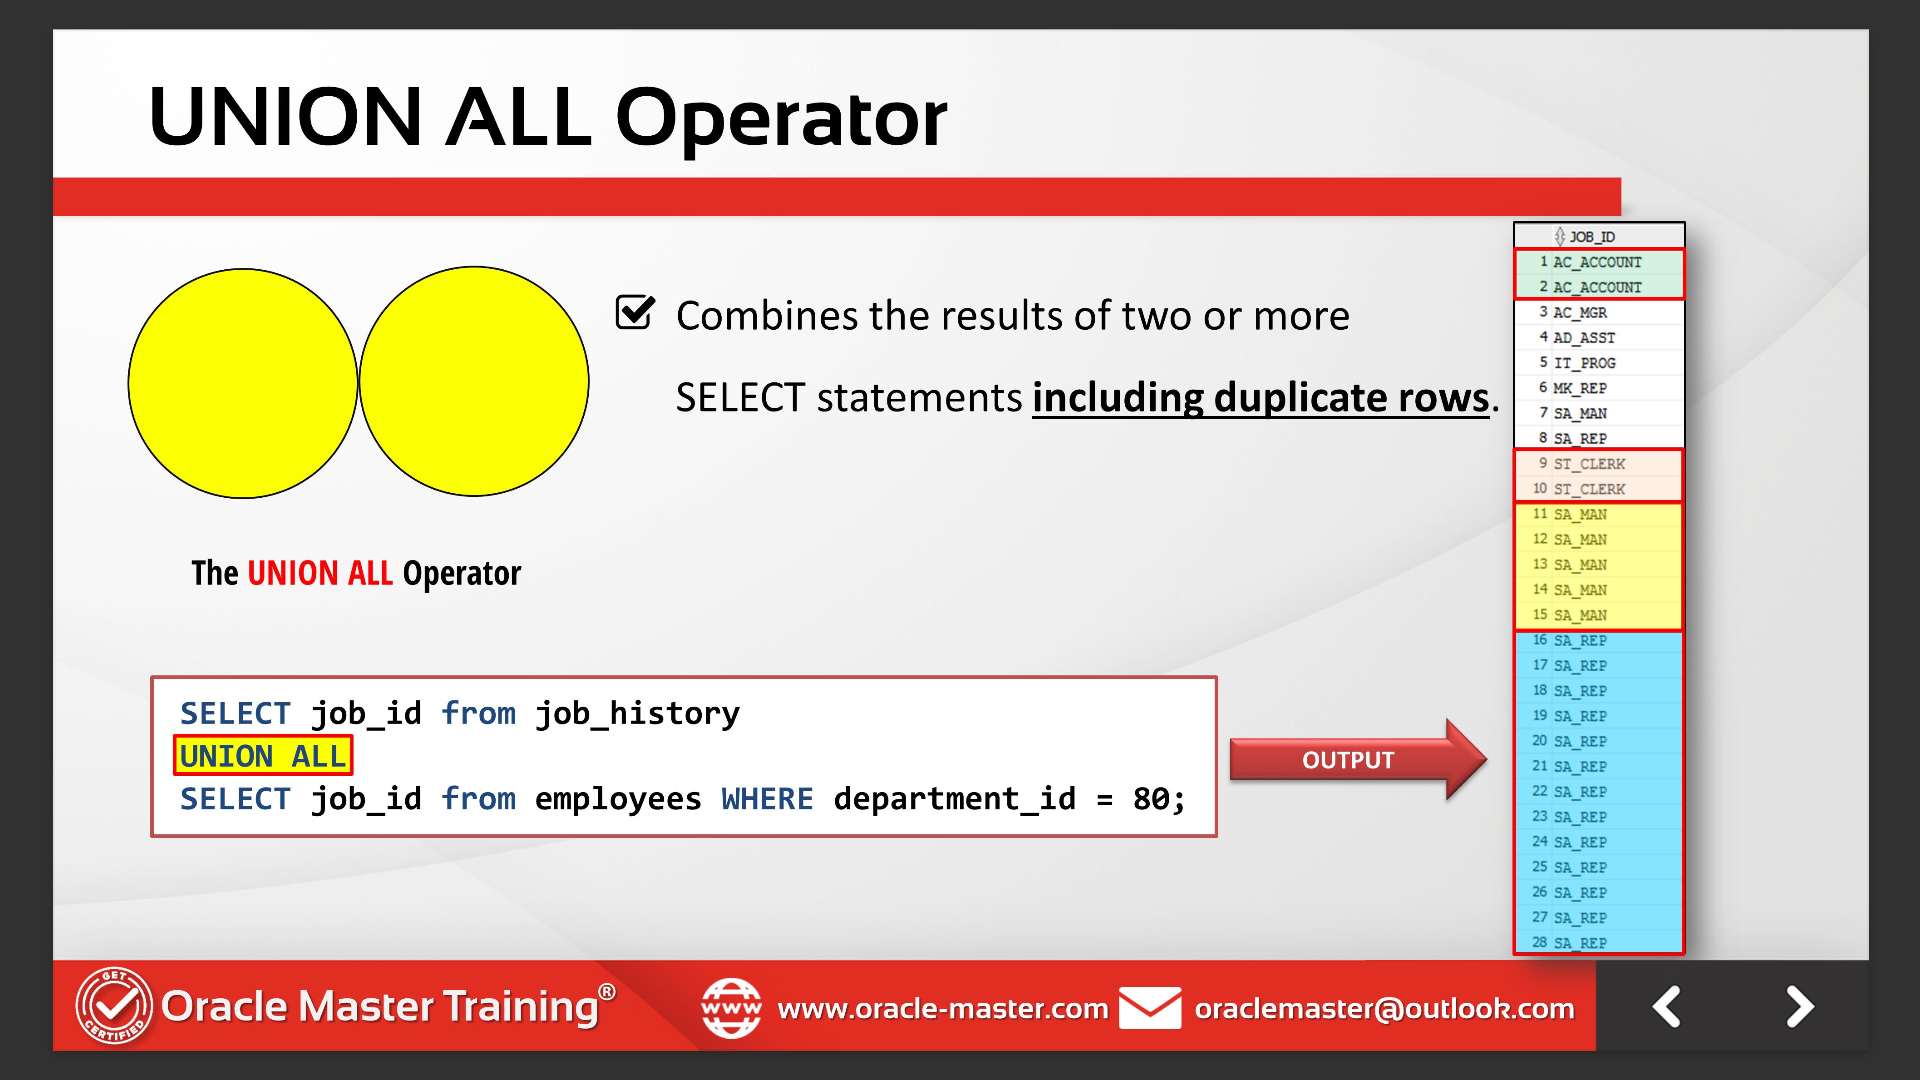 UNION ALL Operator
Combines the results of two or more
SELECT statements including duplicate rows.
The UNION ALL Operator
SELECT job_id from job_history
UNION ALL
SELECT job_id from employees WHERE department_id = 80;
OUTPUT
JOB_ID
1 AC_ACCOUNT
2 AC_ACCOUNT
3 AC_MGR
4 AD_ASST
5 IT_PROG
6 MK_REP
7 SA_MAN
8 SA_REP
9 ST_CLERK
10 ST_CLERK
11 SA_MAN
12 SA_MAN
13 SA_MAN
14 SA_MAN
15 SA_MAN
16 SA_REP
17 SA_REP
18 SA_REP
19 SA_REP
20 SA_REP
21 SA_REP
22 SA_REP
23 SA_REP
24 SA_REP
25 SA_REP
26 SA_REP
27 SA_REP
28 SA_REP
GET
CERTIFIED
Oracle Master Training®
www
www.oracle-master.com
oraclemaster@outlook.com